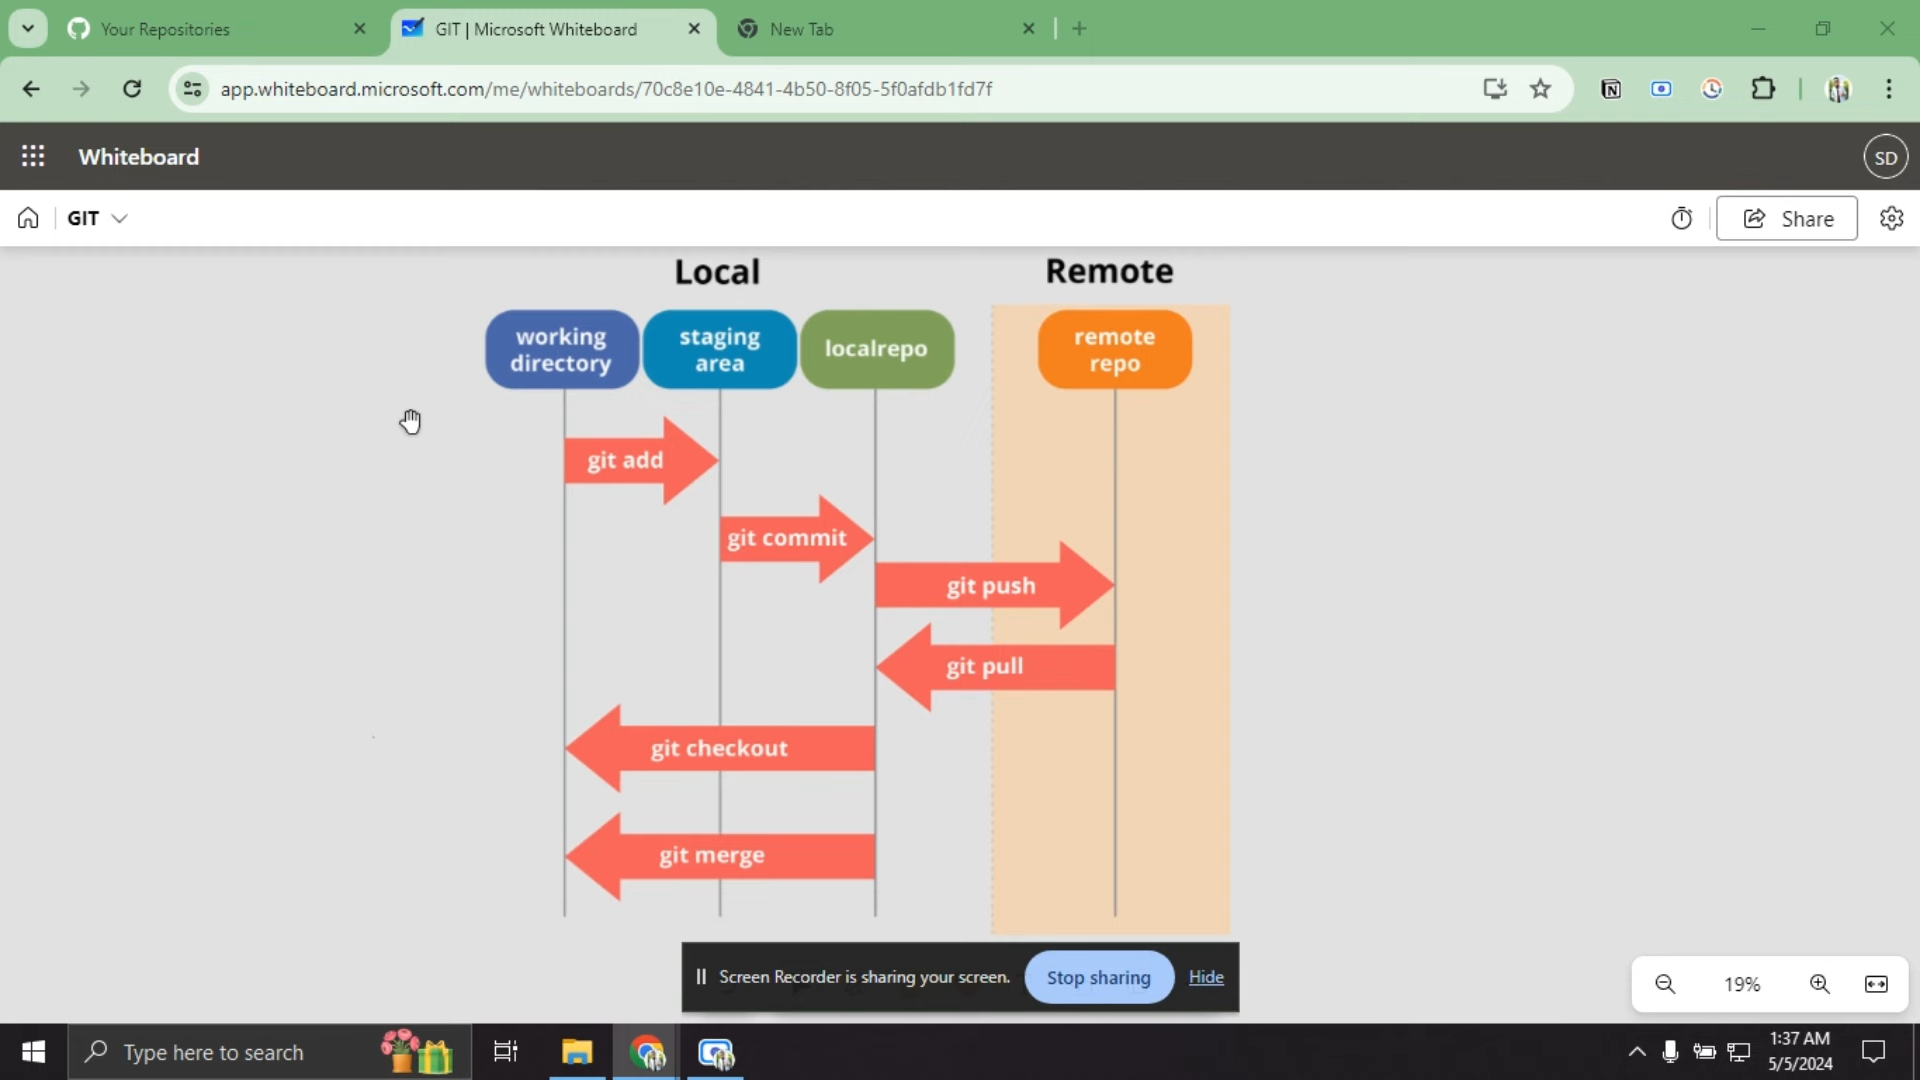 Your Repositories
GIT | Microsoft Whiteboard
New Tab
app.whiteboard.microsoft.com/me/whiteboards/70c8e10e-4841-4b50-8f05-5f0afdb1fd7f
Whiteboard
SD
GIT
Share
Local
Remote
working
directory
staging
area
localrepo
remote
repo
git add
git commit
git push
git pull
git checkout
git merge
Screen Recorder is sharing your screen.
Stop sharing
Hide
19%
Type here to search
1:37 AM
5/5/2024